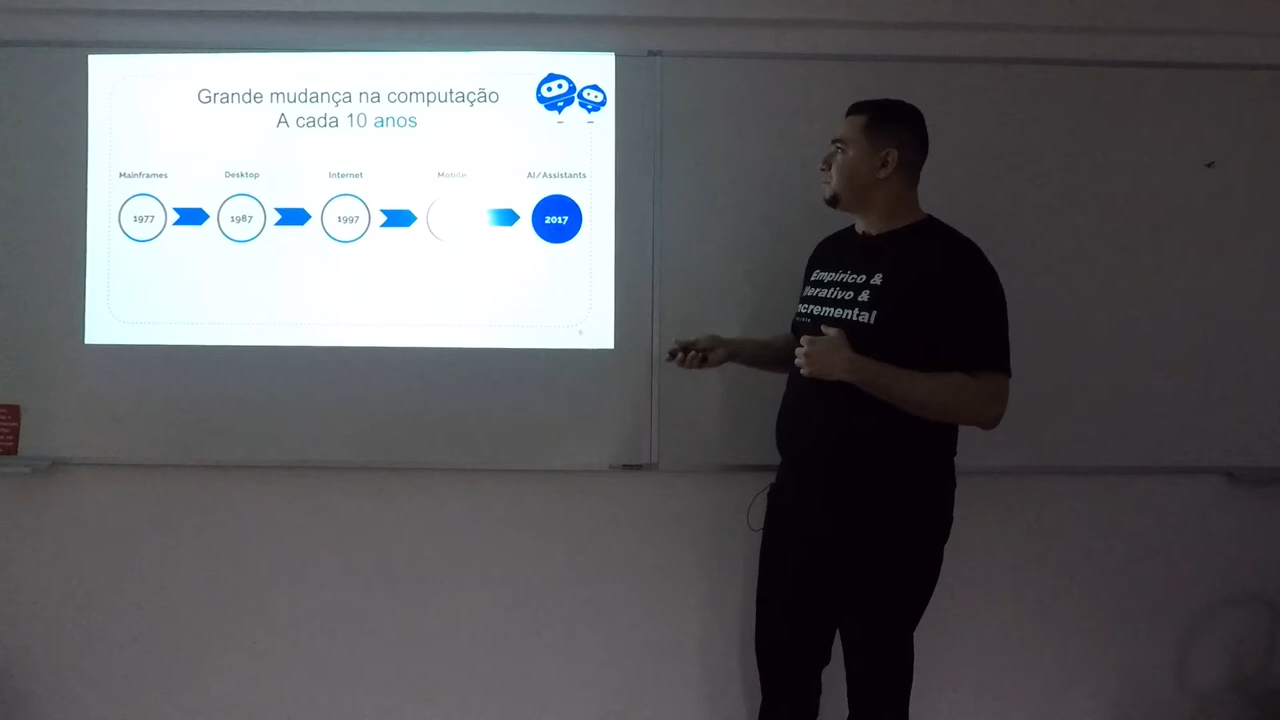 Grande mudança na computação
A cada 10 anos
Mainframes
Desktop
Internet
Mobile
AI/Assistants
1977
1987
1997
2017
6
Empírico &
Iterativo &
Incremental